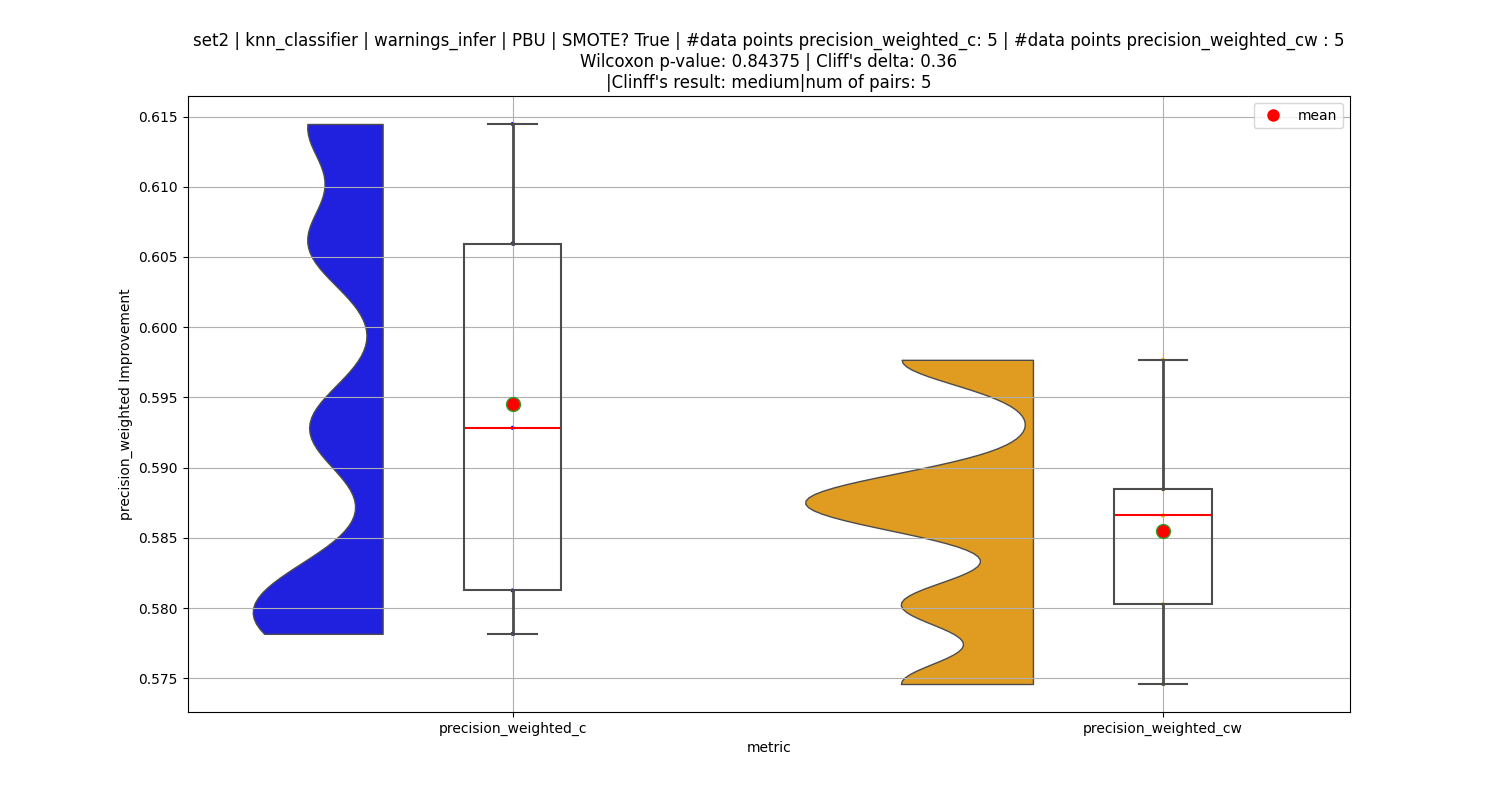 set2 | knn_classifier | warnings_infer | PBU | SMOTE? True | #data points precision_weighted_c: 5 | #data points precision_weighted_cw : 5
Wilcoxon p-value: 0.84375 | Cliff's delta: 0.36
|Clinff's result: medium|num of pairs: 5
mean
0.615
0.610
0.605
0.600
0.595
0.590
0.585
0.580
0.575
precision_weighted Improvement
precision_weighted_c
precision_weighted_cw
metric